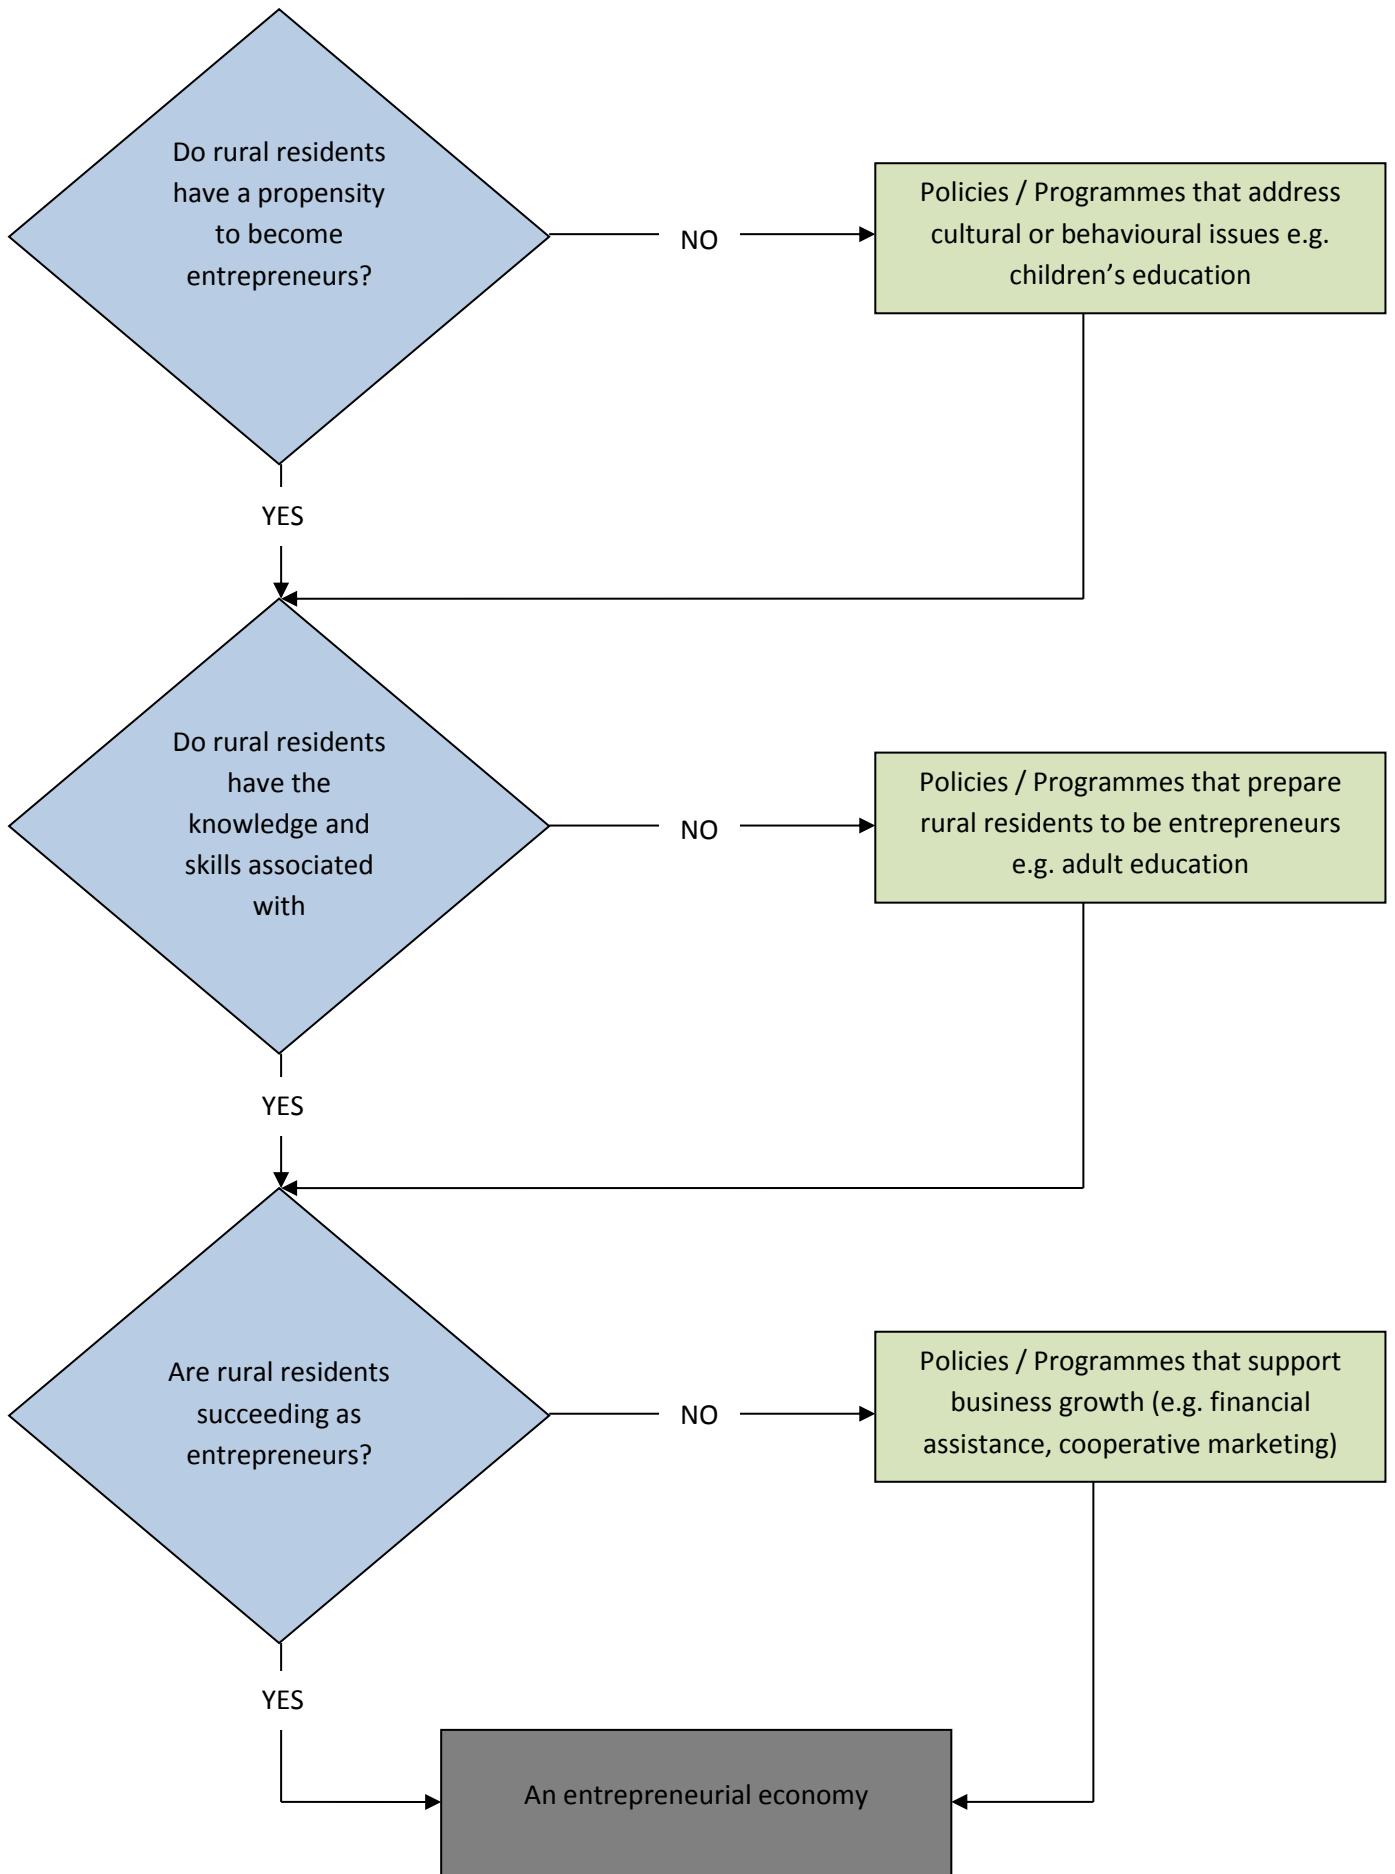 Do rural residents
have a propensity
to become
entrepreneurs?
NO
Policies / Programmes that address
cultural or behavioural issues e.g.
children’s education
YES
Do rural residents
have the
knowledge and
skills associated
with
NO
Policies / Programmes that prepare
rural residents to be entrepreneurs
e.g. adult education
YES
Are rural residents
succeeding as
entrepreneurs?
NO
Policies / Programmes that support
business growth (e.g. financial
assistance, cooperative marketing)
YES
An entrepreneurial economy